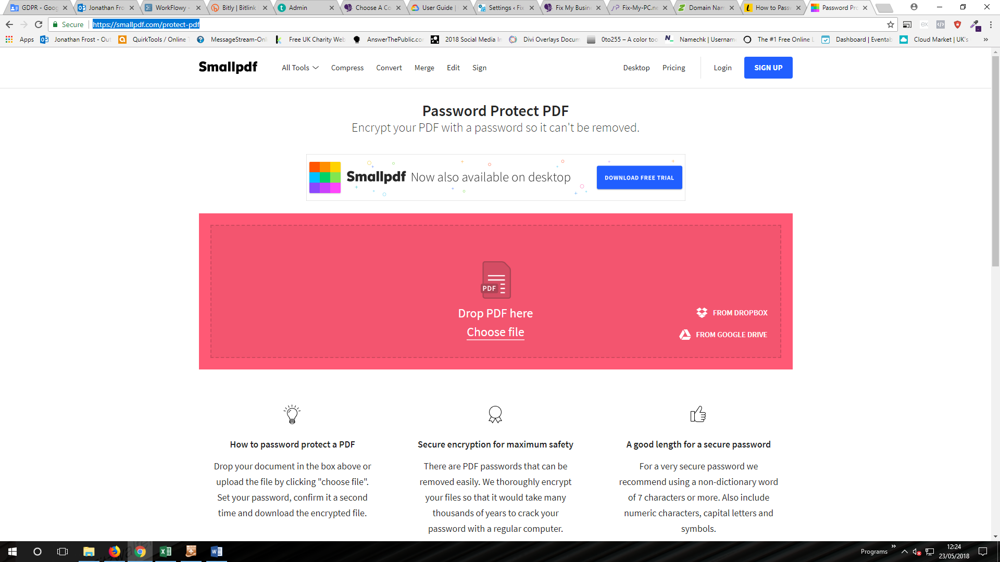 GDPR - Goog
Jonathan Fro
WorkFlowy -
Bitly | Bitlink
Admin
Choose A Co
User Guide |
Settings ‹ Fix
Fix My Busin
Fix-My-PC.ne
Domain Nam
How to Passw
Password Pro
Secure
https://smallpdf.com/protect-pdf
Apps
Jonathan Frost - Out
QuirkTools / Online T
MessageStream-Onli
Free UK Charity Web
AnswerThePublic.co
2018 Social Media In
Divi Overlays Docum
0to255 – A color too
Namechk | Usernam
The #1 Free Online L
Dashboard | Eventab
Cloud Market | UK's
»
Smallpdf
All Tools
Compress
Convert
Merge
Edit
Sign
Desktop
Pricing
Login
SIGN UP
Password Protect PDF
Encrypt your PDF with a password so it can't be removed.
Smallpdf Now also available on desktop
DOWNLOAD FREE TRIAL
PDF
Drop PDF here
Choose file
FROM DROPBOX
FROM GOOGLE DRIVE
How to password protect a PDF
Drop your document in the box above or
upload the file by clicking "choose file".
Set your password, confirm it a second
time and download the encrypted file.
Secure encryption for maximum safety
There are PDF passwords that can be
removed easily. We thoroughly encrypt
your files so that it would take many
thousands of years to crack your
password with a regular computer.
A good length for a secure password
For a very secure password we
recommend using a non-dictionary word
of 7 characters or more. Also include
numeric characters, capital letters and
symbols.
Programs
»
12:24
23/05/2018